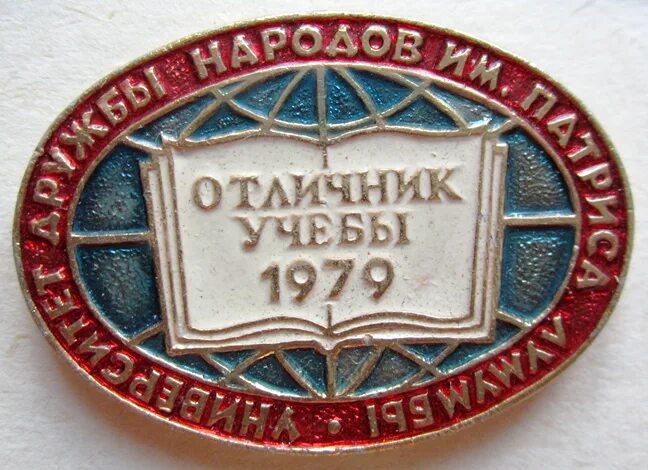 УНИВЕРСИТЕТ ДРУЖБЫ НАРОДОВ ИМ. ПАТРИСА ЛУМУМБЫ •
ОТЛИЧНИК
УЧЕБЫ
1979